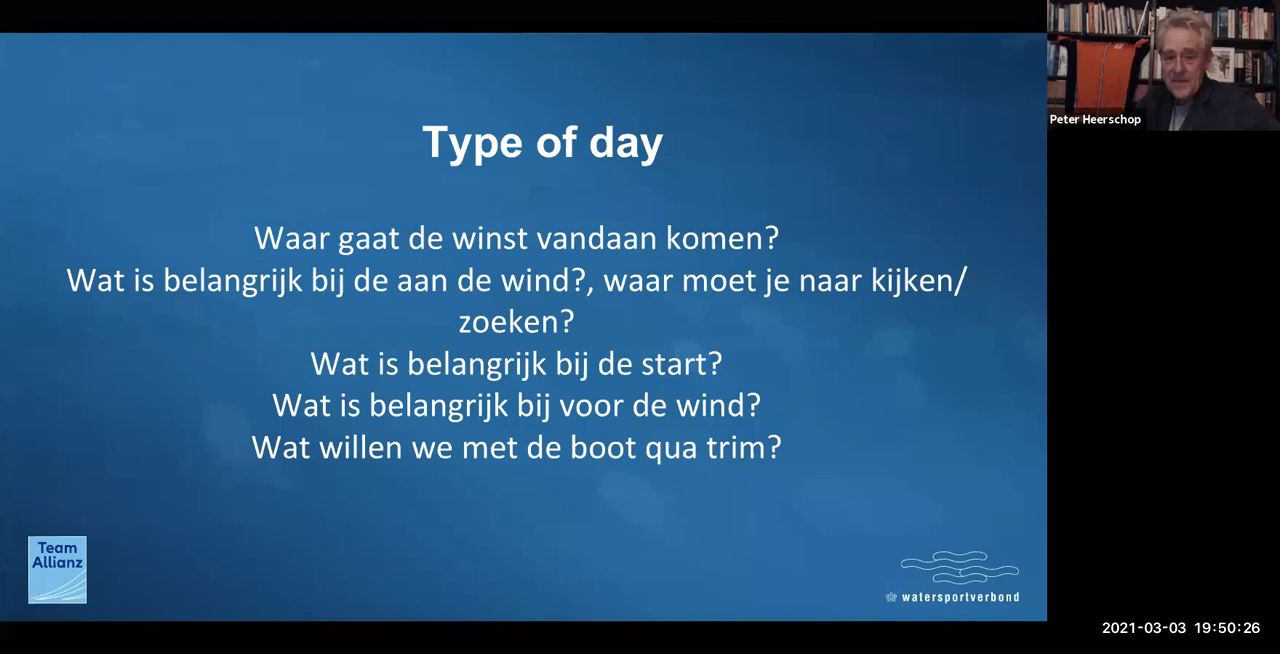 Type of day
Waar gaat de winst vandaan komen?
Wat is belangrijk bij de aan de wind?, waar moet je naar kijken/
zoeken?
Wat is belangrijk bij de start?
Wat is belangrijk bij voor de wind?
Wat willen we met de boot qua trim?
Team
Allianz
watersportverbond
Peter Heerschop
2021-03-03 19:50:26